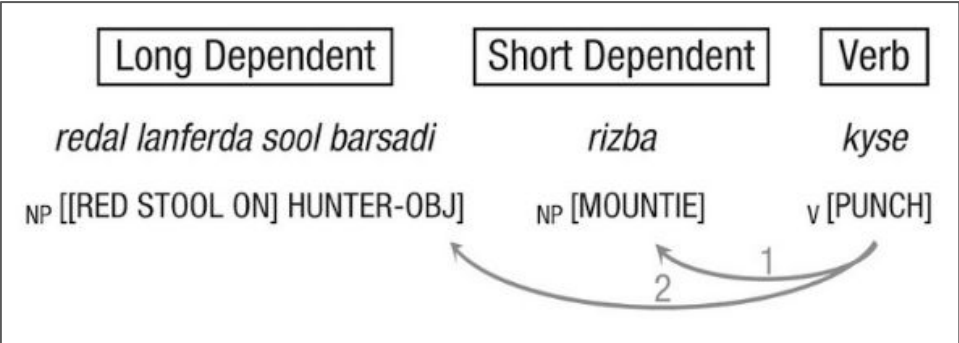 Long Dependent Short Dependent Verb
redal lanferda sool barsadi rizba kyse
NP [[RED STOOL ON] HUNTER-OBJ] NP [MOUNTIE] V [PUNCH]
1
2